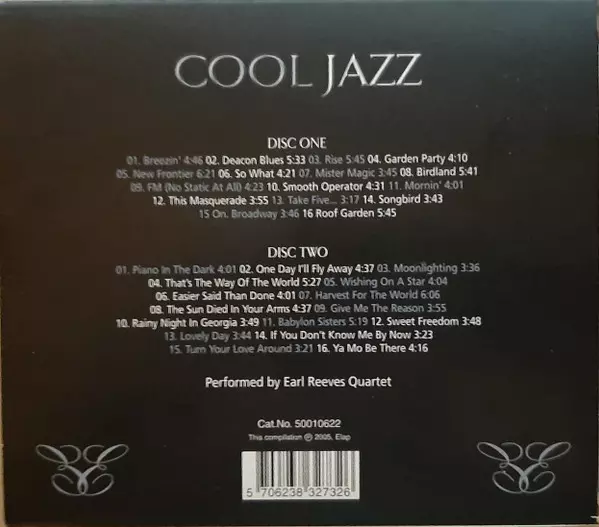 COOL JAZZ
DISC ONE
01. Breezin' 4:46 02. Deacon Blues 5:33 03. Rise 5:45 04. Garden Party 4:10
05. New Frontier 6:21 06. So What 4:21 07. Mister Magic 3:45 08. Birdland 5:41
09. FM (No Static At All) 4:23 10. Smooth Operator 4:31 11. Mornin' 4:01
12. This Masquerade 3:55 13. Take Five... 3:17 14. Songbird 3:43
15 On. Broadway 3:46 16 Roof Garden 5:45
DISC TWO
01. Piano In The Dark 4:01 02. One Day I'll Fly Away 4:37 03. Moonlighting 3:36
04. That's The Way Of The World 5:27 05. Wishing On A Star 4:04
06. Easier Said Than Done 4:01 07. Harvest For The World 6:06
08. The Sun Died In Your Arms 4:37 09. Give Me The Reason 3:55
10. Rainy Night In Georgia 3:49 11. Babylon Sisters 5:19 12. Sweet Freedom 3:48
13. Lovely Day 3:44 14. If You Don't Know Me By Now 3:23
15. Turn Your Love Around 3:21 16. Ya Mo Be There 4:16
Performed by Earl Reeves Quartet
Cat.No. 50010622
This compilation ℗ 2005, Elap
5 706238 327326